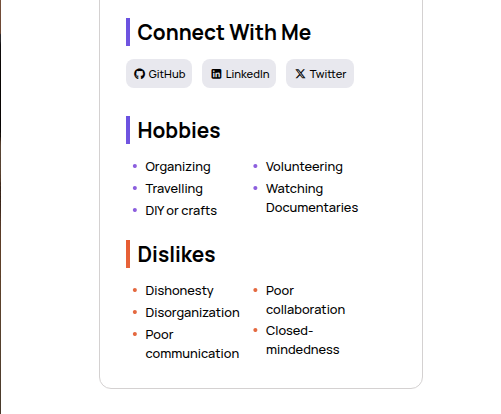 Connect With Me
GitHub
LinkedIn
Twitter
Hobbies
Organizing
Travelling
DIY or crafts
Volunteering
Watching
Documentaries
Dislikes
Dishonesty
Disorganization
Poor
communication
Poor
collaboration
Closed-
mindedness